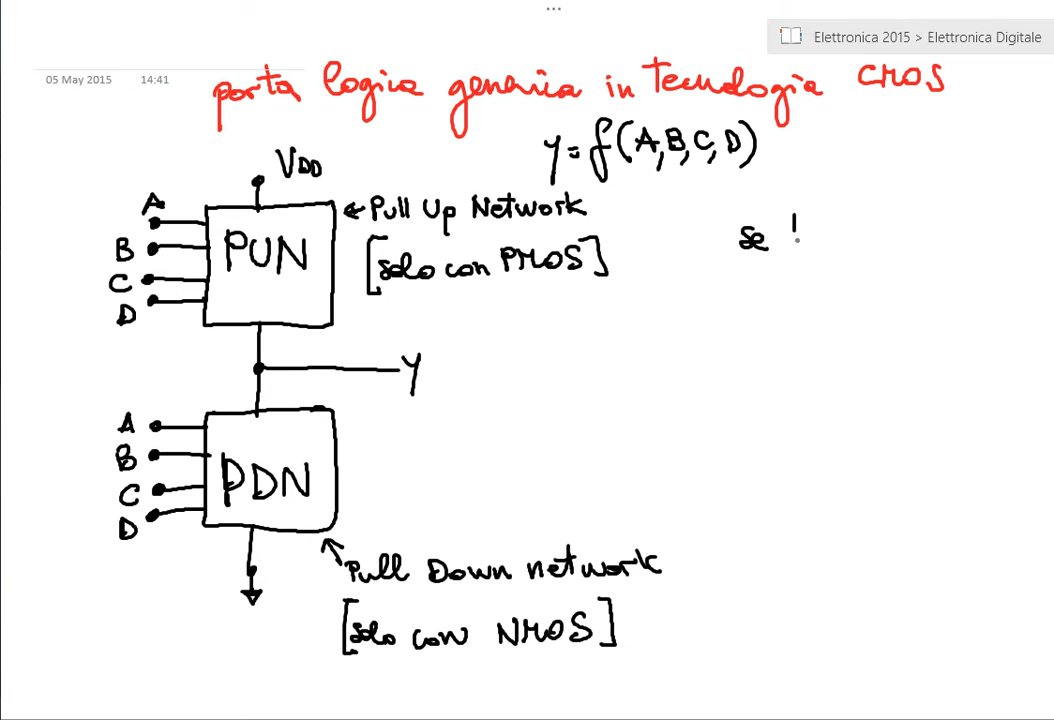 ...
Elettronica 2015 > Elettronica Digitale
05 May 2015 14:41
porta logica generica in tecnologia CMOS
y = f(A,B,C,D)
VDD
A
B
C
D
PUN
← Pull Up Network
[solo con PMOS]
se
Y
A
B
C
D
PDN
Pull Down network
[solo con NMOS]